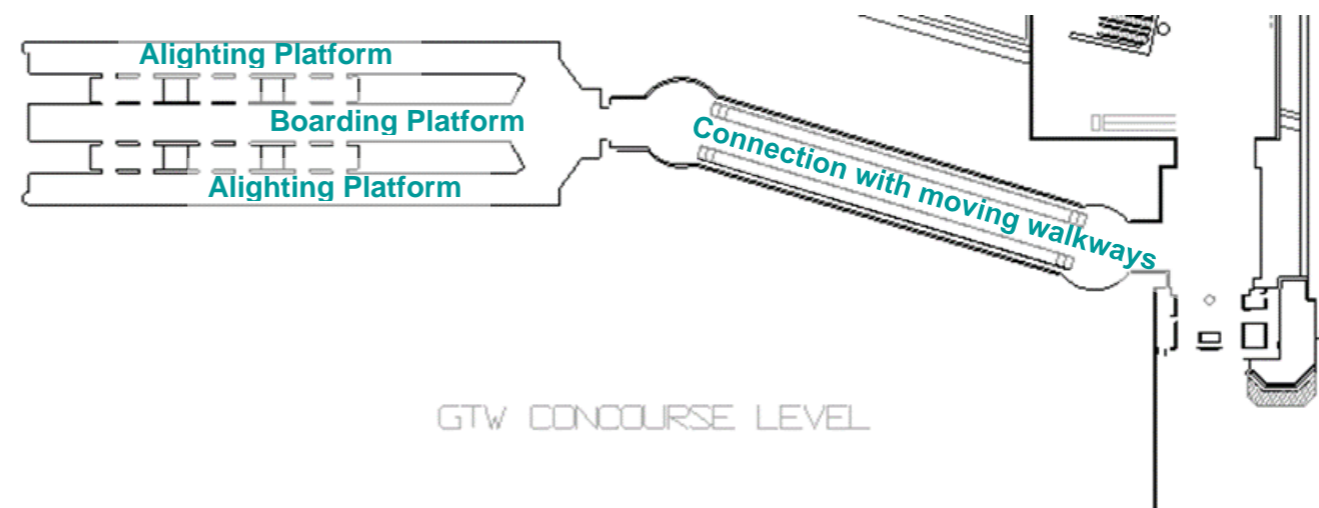 Alighting Platform
Boarding Platform
Alighting Platform
Connection with moving walkways
GTW CONCOURSE LEVEL